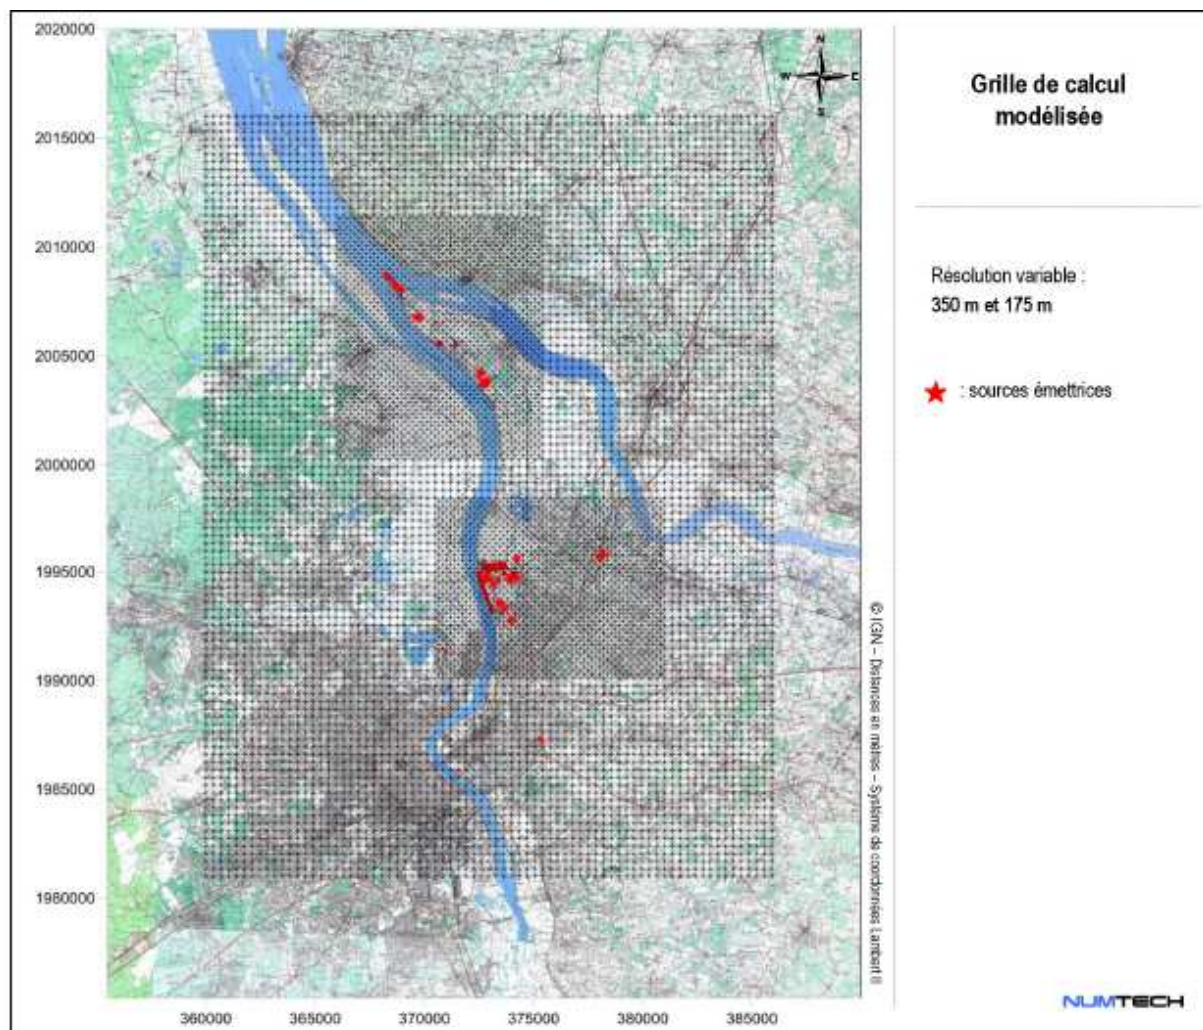 2020000
2015000
2010000
2005000
2000000
1995000
1990000
1985000
1980000
360000 365000 370000 375000 380000 385000
N
W E
S
Grille de calcul
modélisée
Résolution variable :
350 m et 175 m
: sources émettrices
© IGN – Distances en mètres – Système de coordonnées Lambert II
NUMTECH